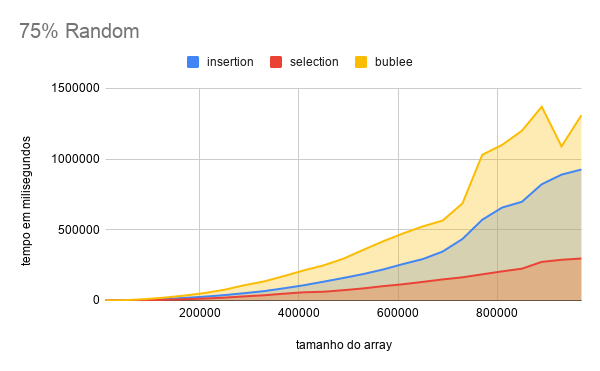 75% Random
insertion selection bublee
1500000
1000000
500000
0
tempo em milisegundos
200000 400000 600000 800000
tamanho do array